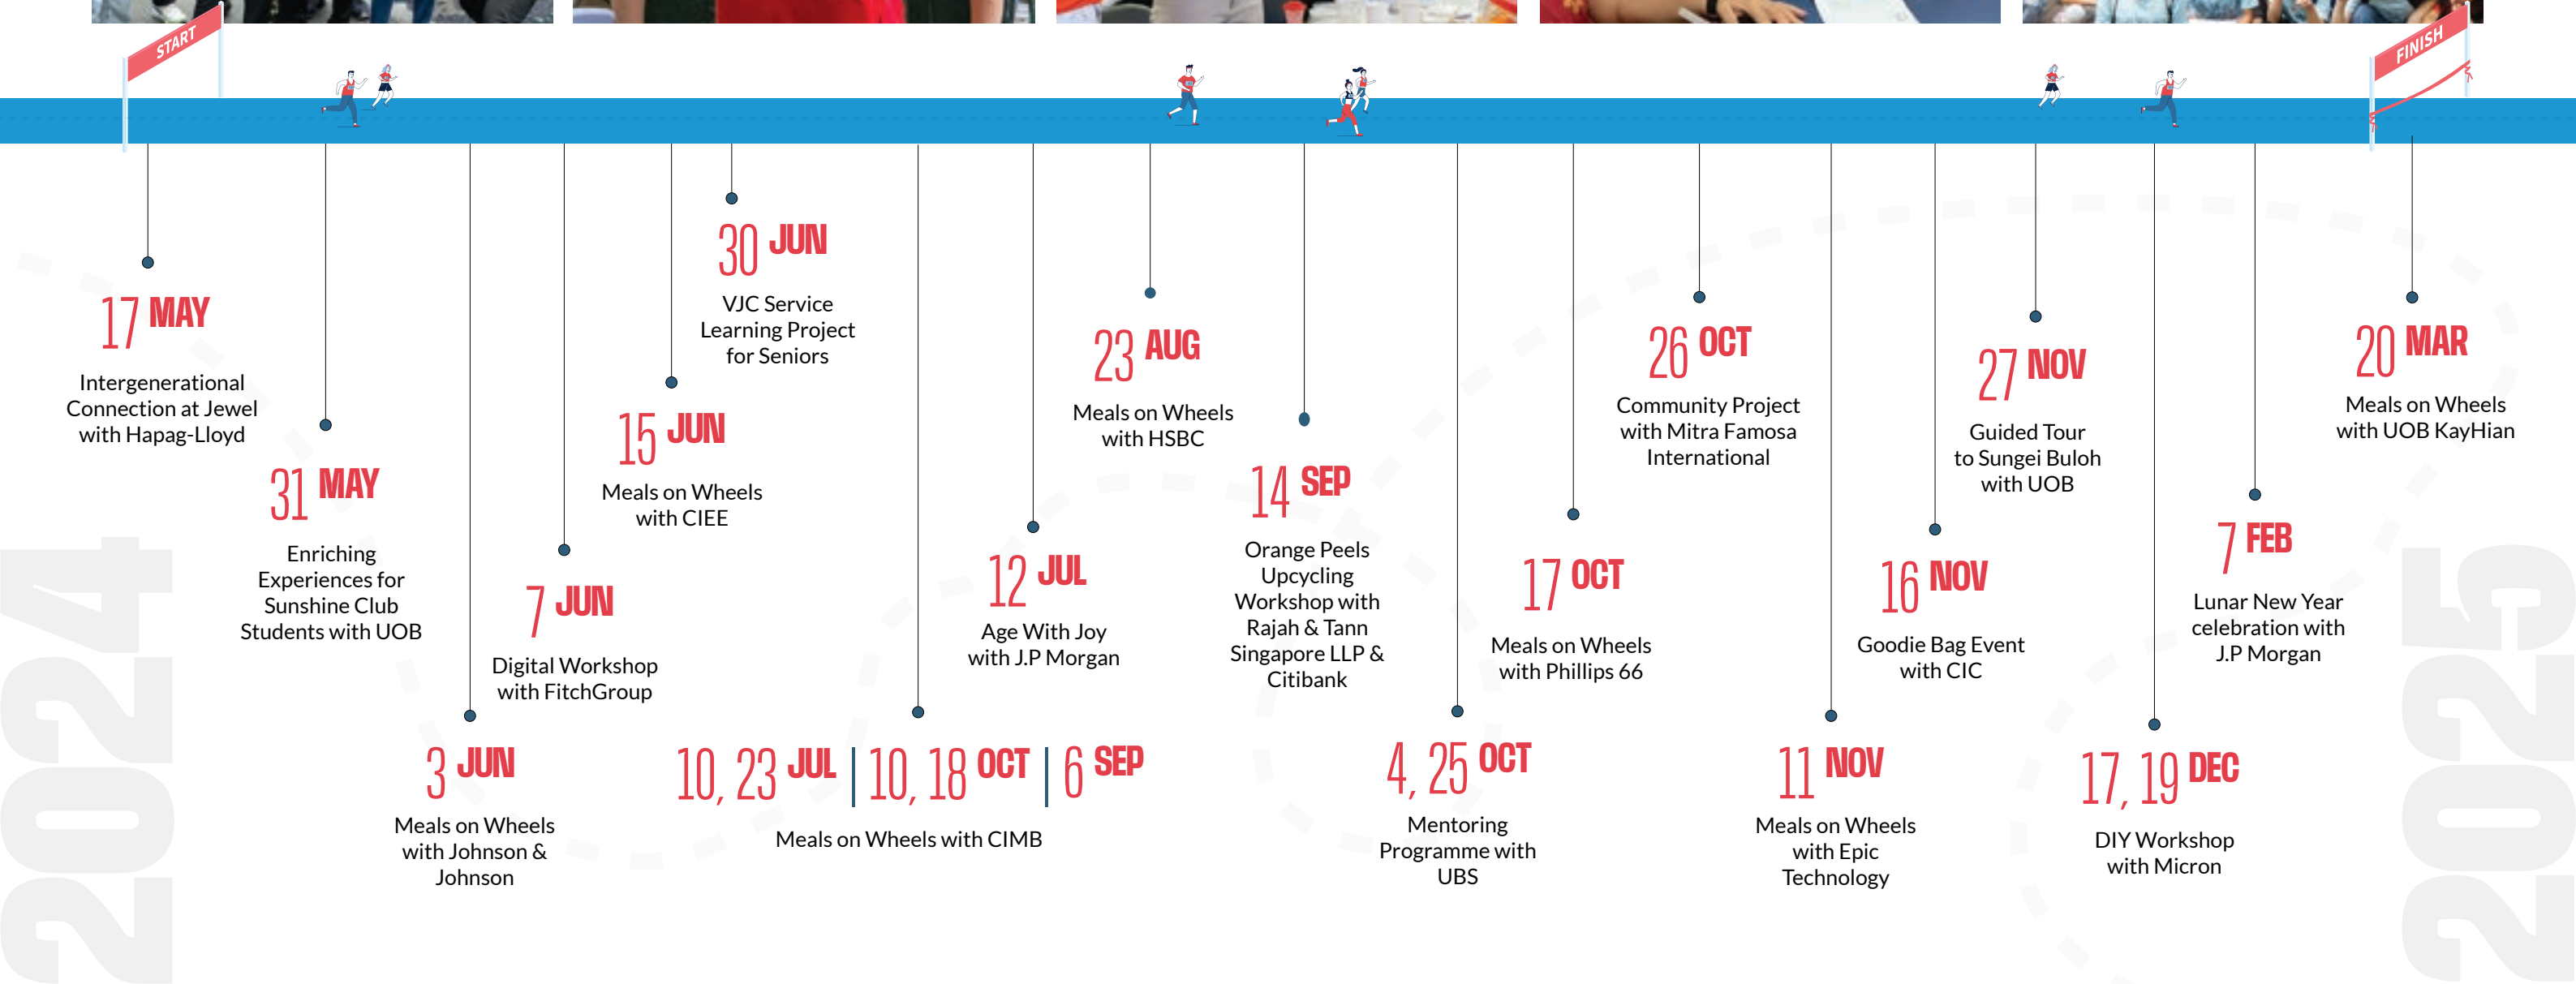 START
FINISH
17 MAY
Intergenerational
Connection at Jewel
with Hapag-Lloyd
31 MAY
Enriching
Experiences for
Sunshine Club
Students with UOB
3 JUN
Meals on Wheels
with Johnson &
Johnson
7 JUN
Digital Workshop
with FitchGroup
15 JUN
Meals on Wheels
with CIEE
30 JUN
VJC Service
Learning Project
for Seniors
10, 23 JUL | 10, 18 OCT | 6 SEP
Meals on Wheels with CIMB
12 JUL
Age With Joy
with J.P Morgan
23 AUG
Meals on Wheels
with HSBC
14 SEP
Orange Peels
Upcycling
Workshop with
Rajah & Tann
Singapore LLP &
Citibank
4, 25 OCT
Mentoring
Programme with
UBS
17 OCT
Meals on Wheels
with Phillips 66
26 OCT
Community Project
with Mitra Famosa
International
11 NOV
Meals on Wheels
with Epic
Technology
16 NOV
Goodie Bag Event
with CIC
27 NOV
Guided Tour
to Sungei Buloh
with UOB
17, 19 DEC
DIY Workshop
with Micron
7 FEB
Lunar New Year
celebration with
J.P Morgan
20 MAR
Meals on Wheels
with UOB KayHian
2024
2025